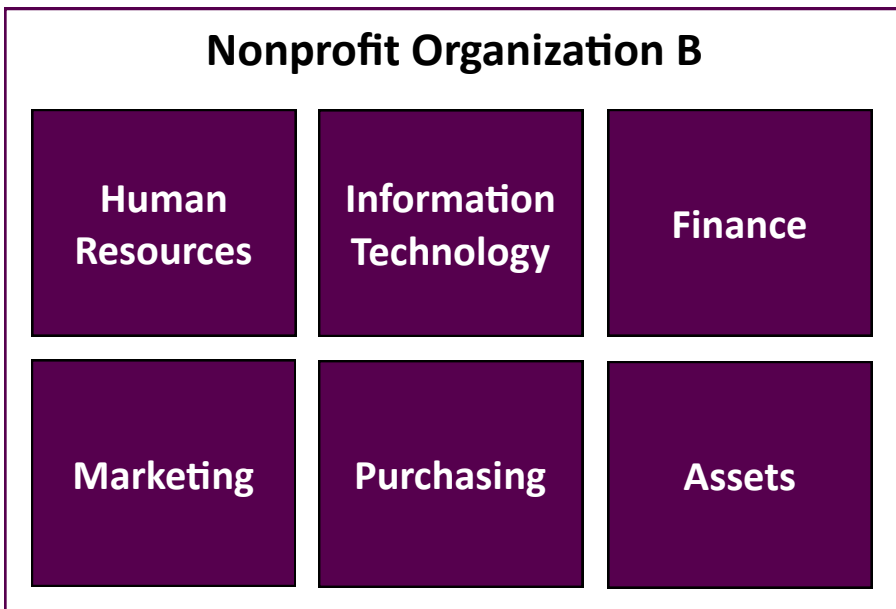 Nonprofit Organization B
Human
Resources
Information
Technology
Finance
Marketing
Purchasing
Assets